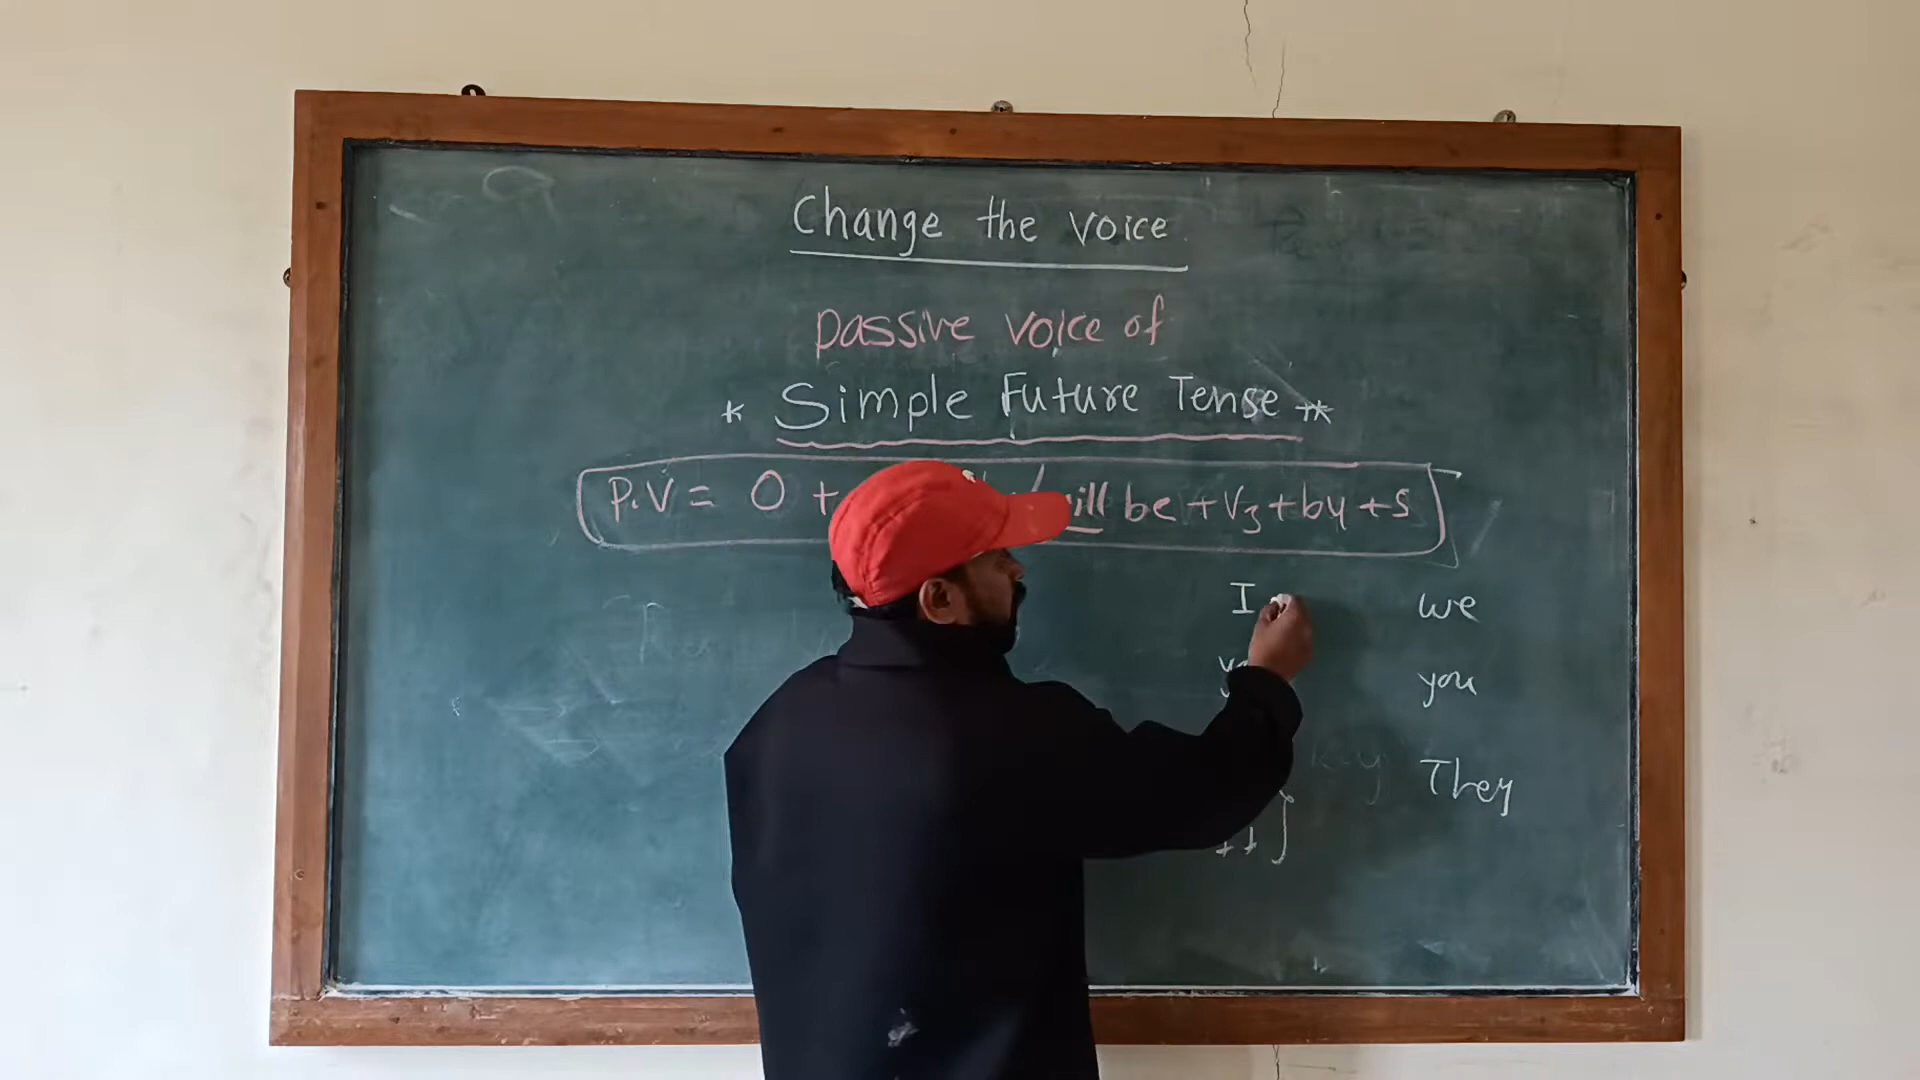 Change the voice
passive voice of
* Simple Future Tense *
P.V = O + / will be + V3 + by + S
I we
you
They